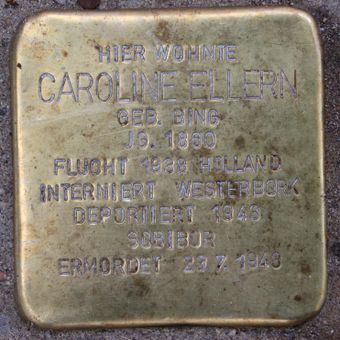 HIER WOHNTE
CAROLINE ELLERN
GEB. BING
JG. 1860
FLUCHT 1938 HOLLAND
INTERNIERT WESTERBORK
DEPORTIERT 1943
SOBIBOR
ERMORDET 23.7.1943